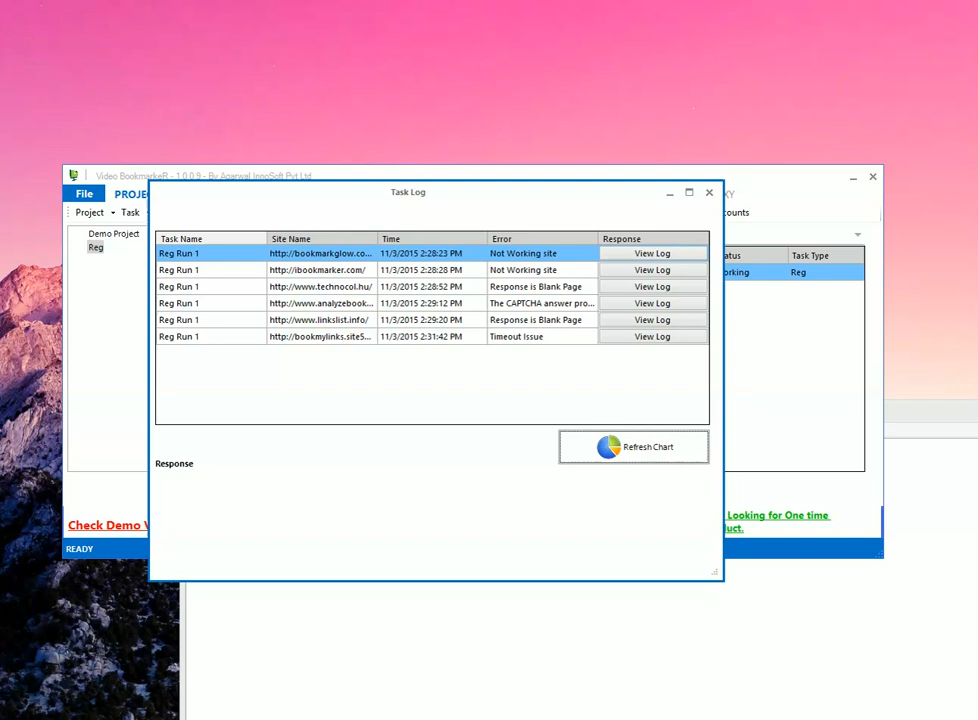 Video BookmarkeR - 1.0.0.9 - By Agarwal InnoSoft Pvt Ltd
File PROJE XY
Project Task counts
Demo Project
Reg
atus Task Type
orking Reg
Task Log
Task Name Site Name Time Error Response
Reg Run 1 http://bookmarkglow.co... 11/3/2015 2:28:23 PM Not Working site View Log
Reg Run 1 http://ibookmarker.com/ 11/3/2015 2:28:28 PM Not Working site View Log
Reg Run 1 http://www.technocol.hu/ 11/3/2015 2:28:52 PM Response is Blank Page View Log
Reg Run 1 http://www.analyzebook... 11/3/2015 2:29:12 PM The CAPTCHA answer pro... View Log
Reg Run 1 http://www.linkslist.info/ 11/3/2015 2:29:20 PM Response is Blank Page View Log
Reg Run 1 http://bookmylinks.site5... 11/3/2015 2:31:42 PM Timeout Issue View Log
Refresh Chart
Response
Check Demo V
Looking for One time
uct.
READY